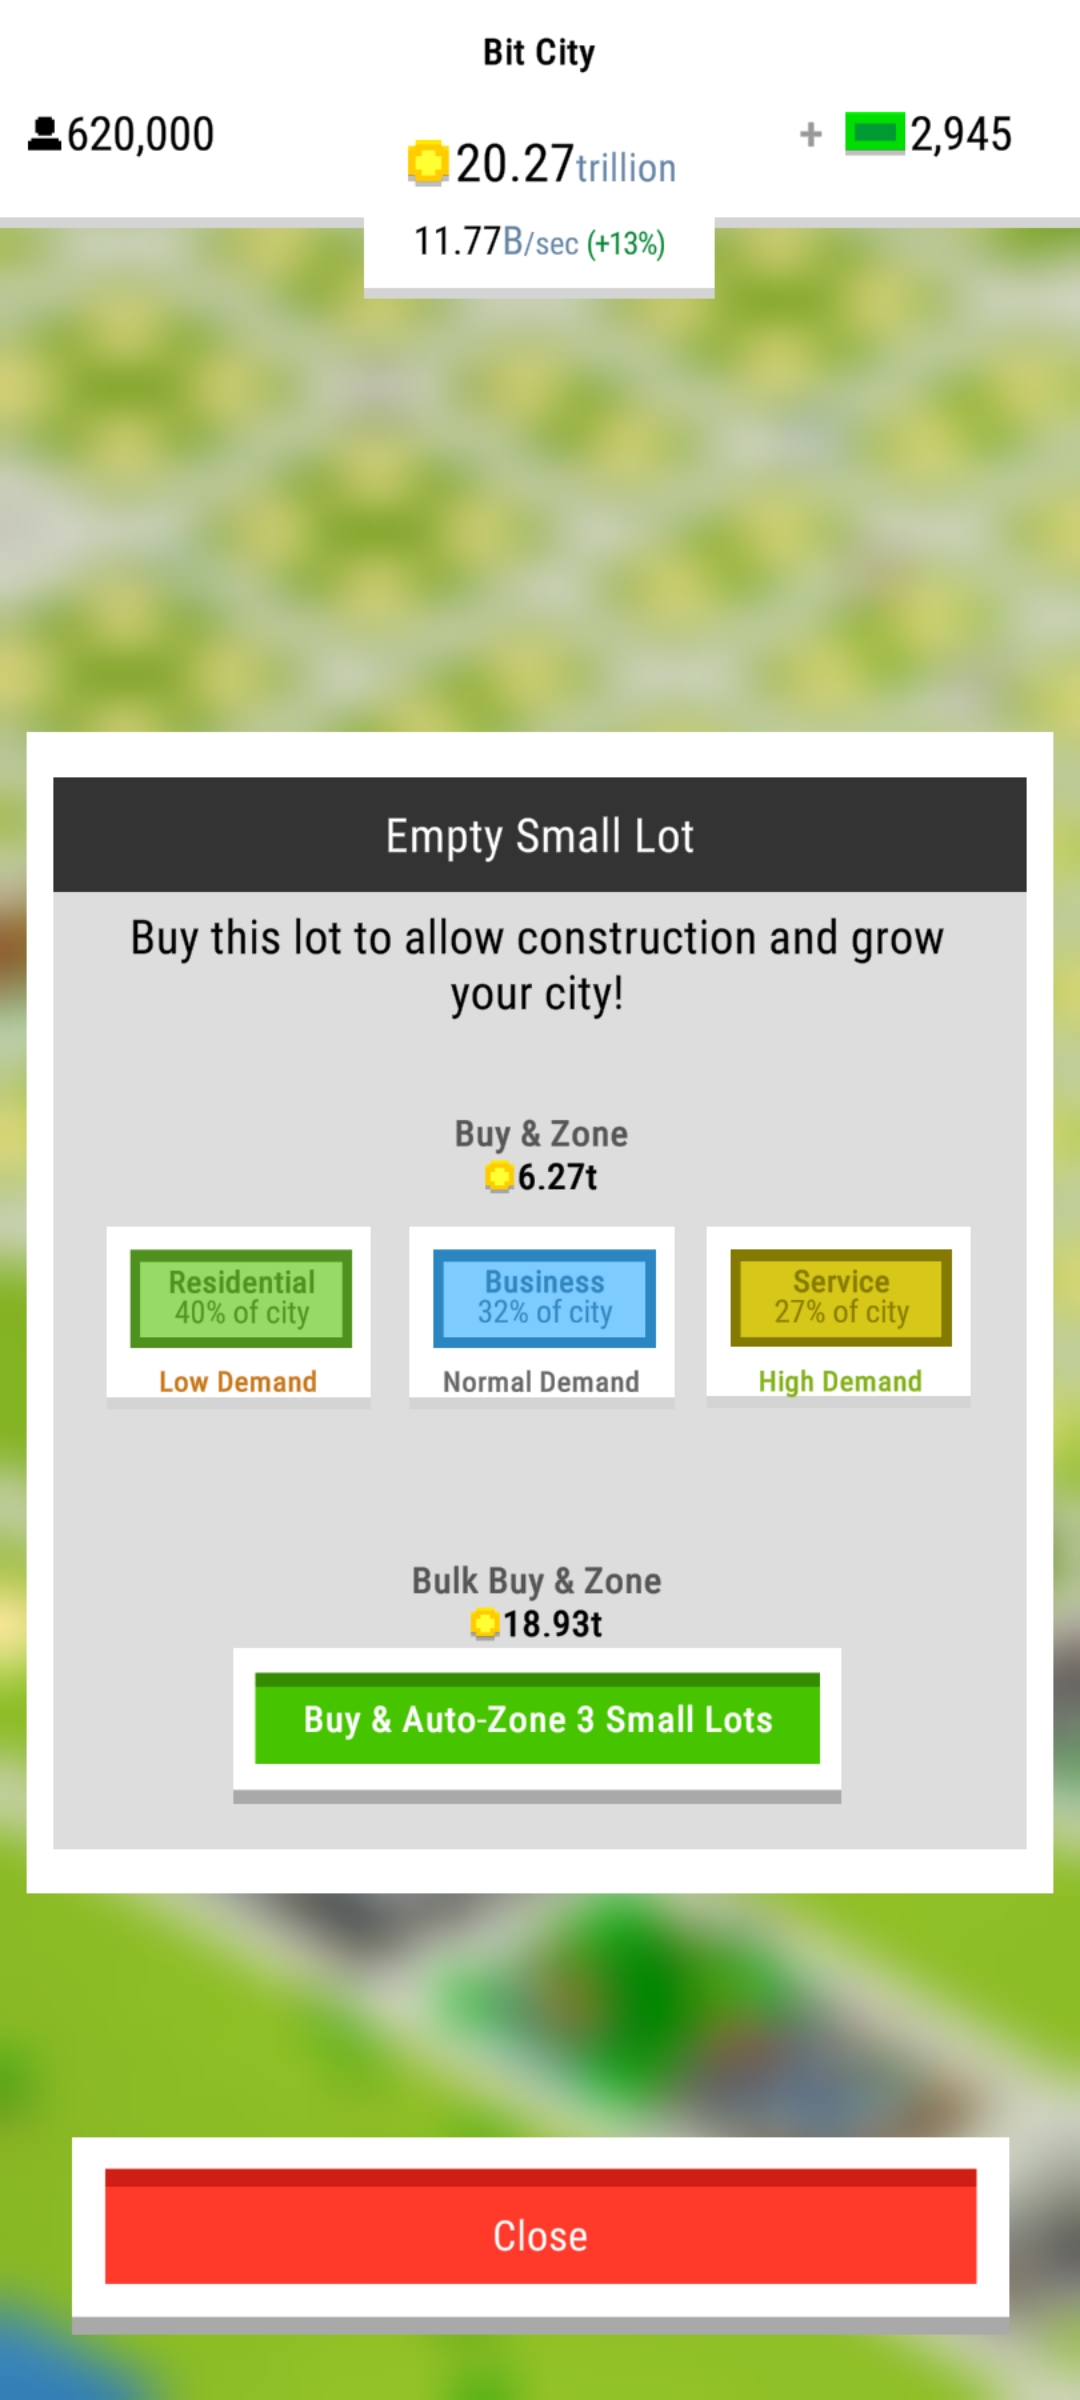 Bit City
620,000
20.27trillion
+ 2,945
11.77B/sec (+13%)
Empty Small Lot
Buy this lot to allow construction and grow
your city!
Buy & Zone
6.27t
Residential
40% of city
Low Demand
Business
32% of city
Normal Demand
Service
27% of city
High Demand
Bulk Buy & Zone
18.93t
Buy & Auto-Zone 3 Small Lots
Close